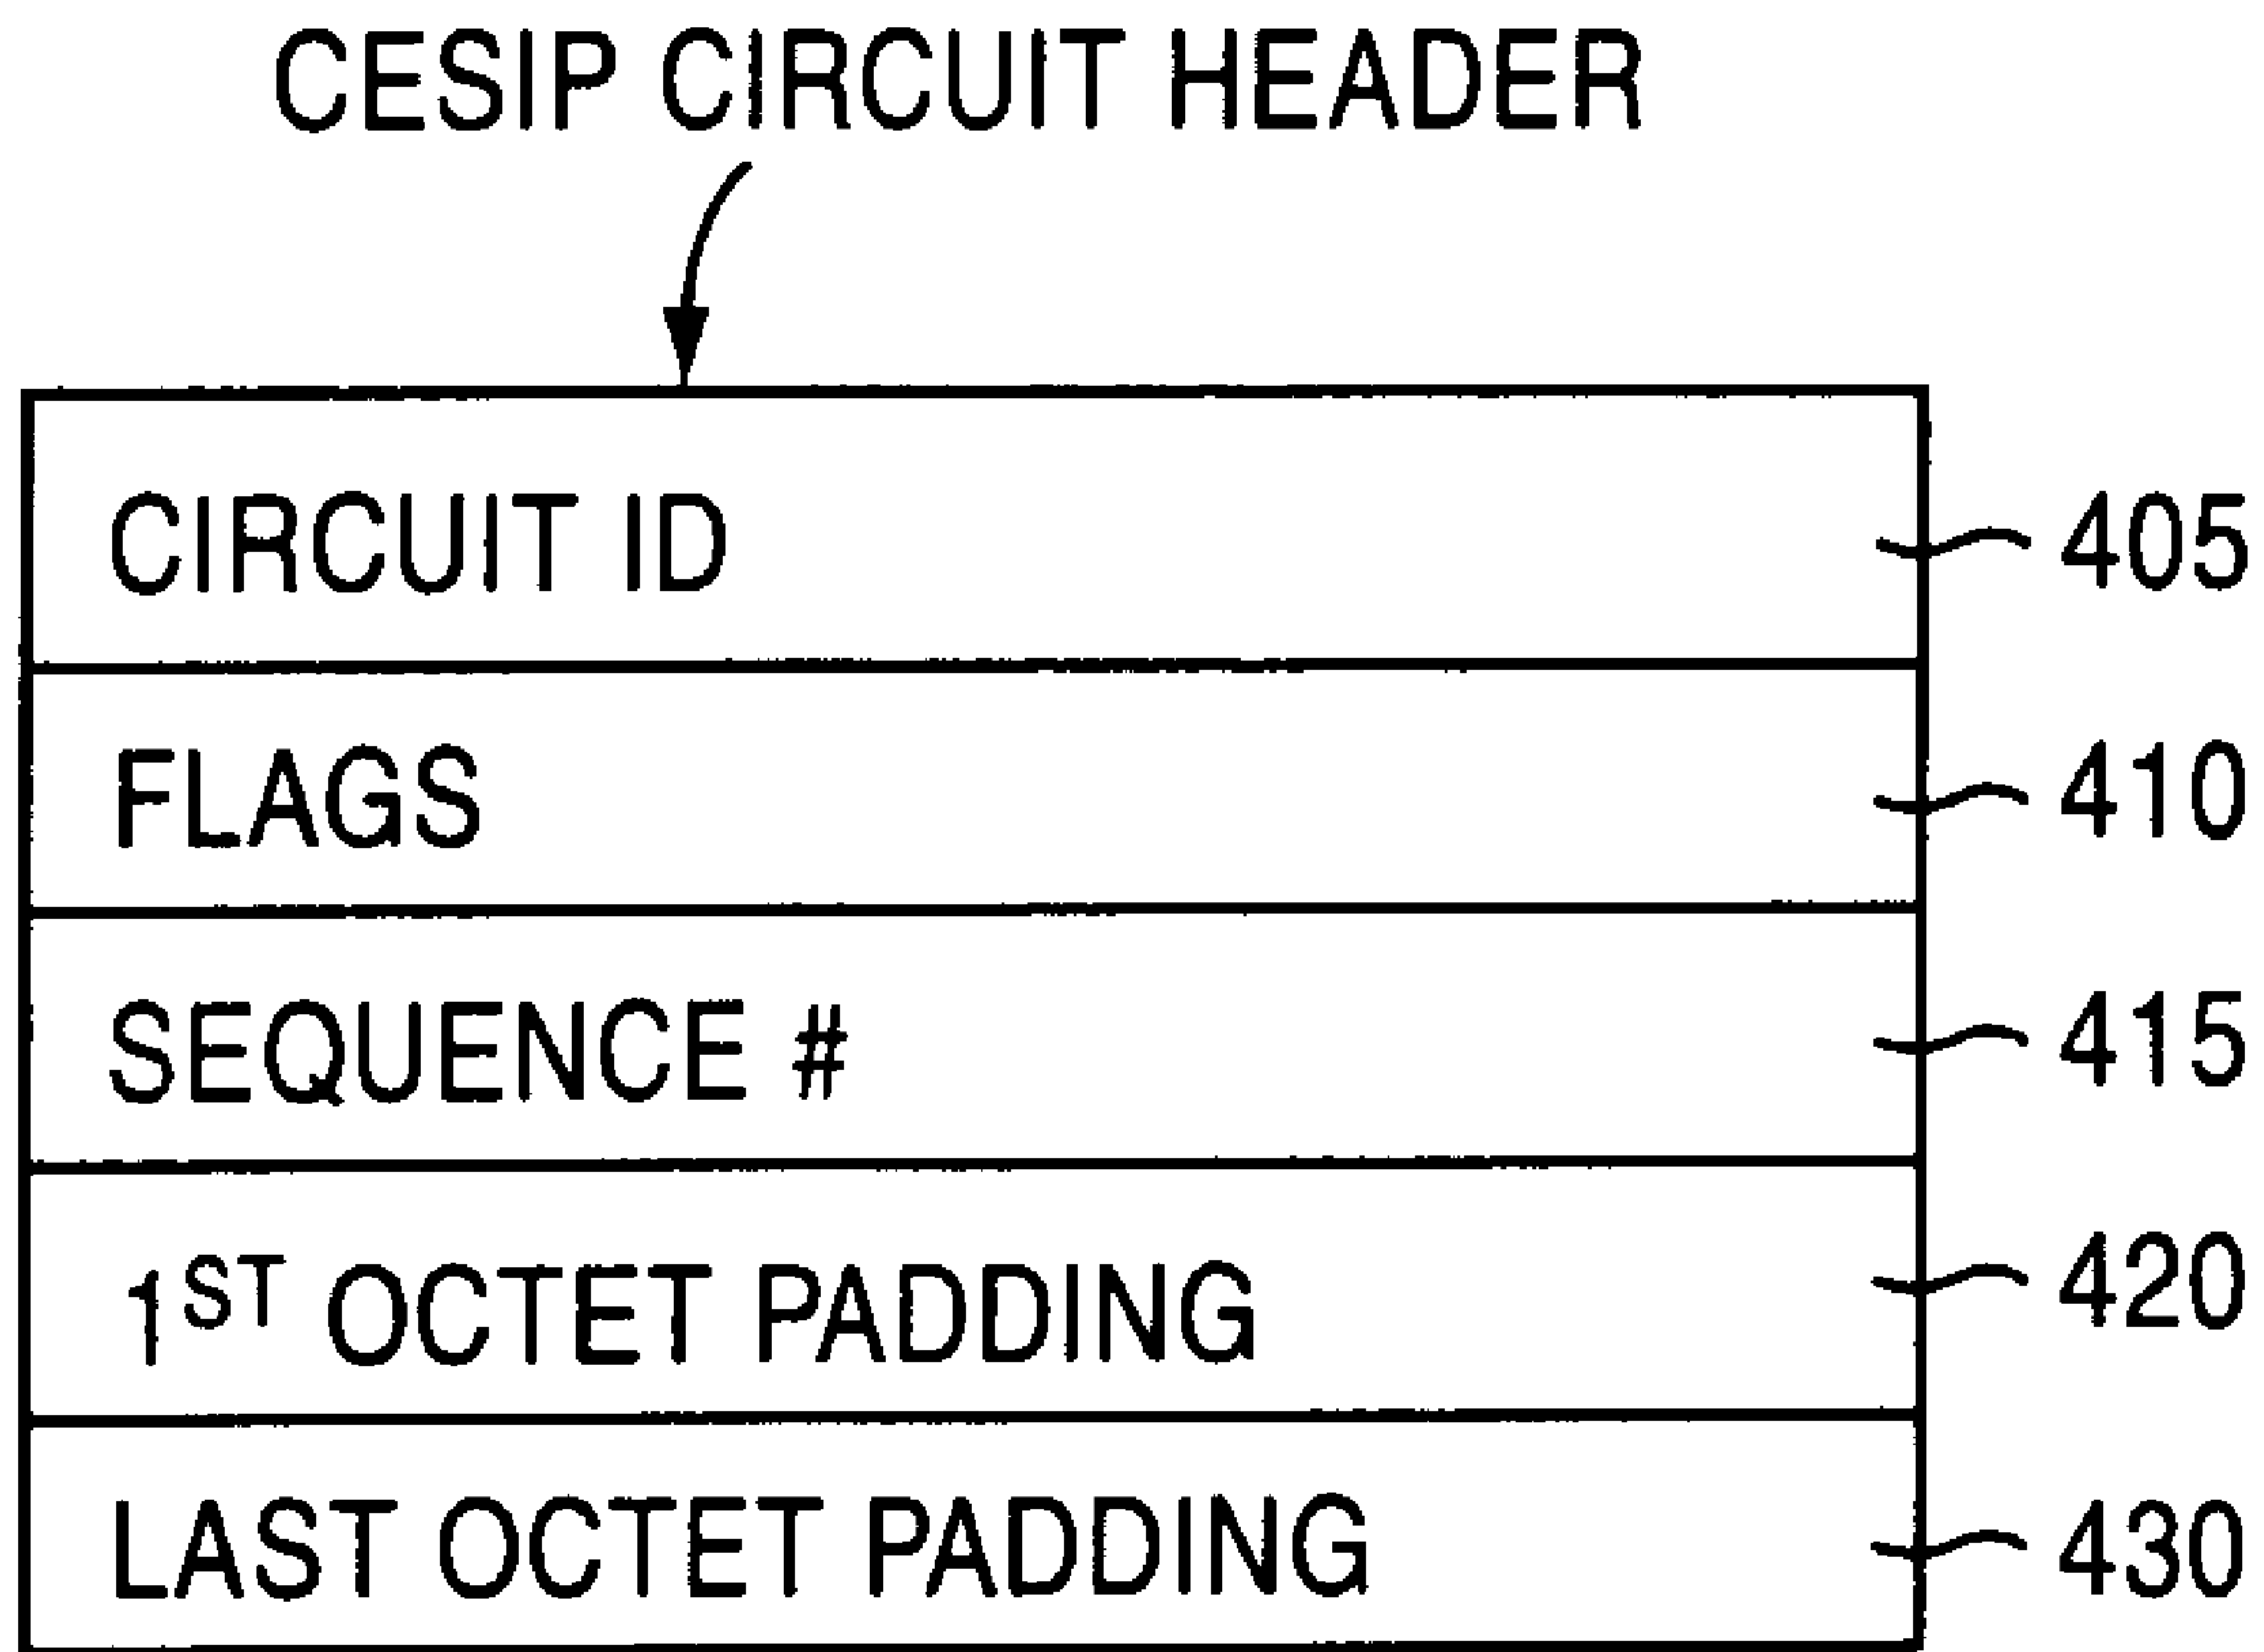 CESIP CIRCUIT HEADER
CIRCUIT ID 405
FLAGS 410
SEQUENCE # 415
1ST OCTET PADDING 420
LAST OCTET PADDING 430